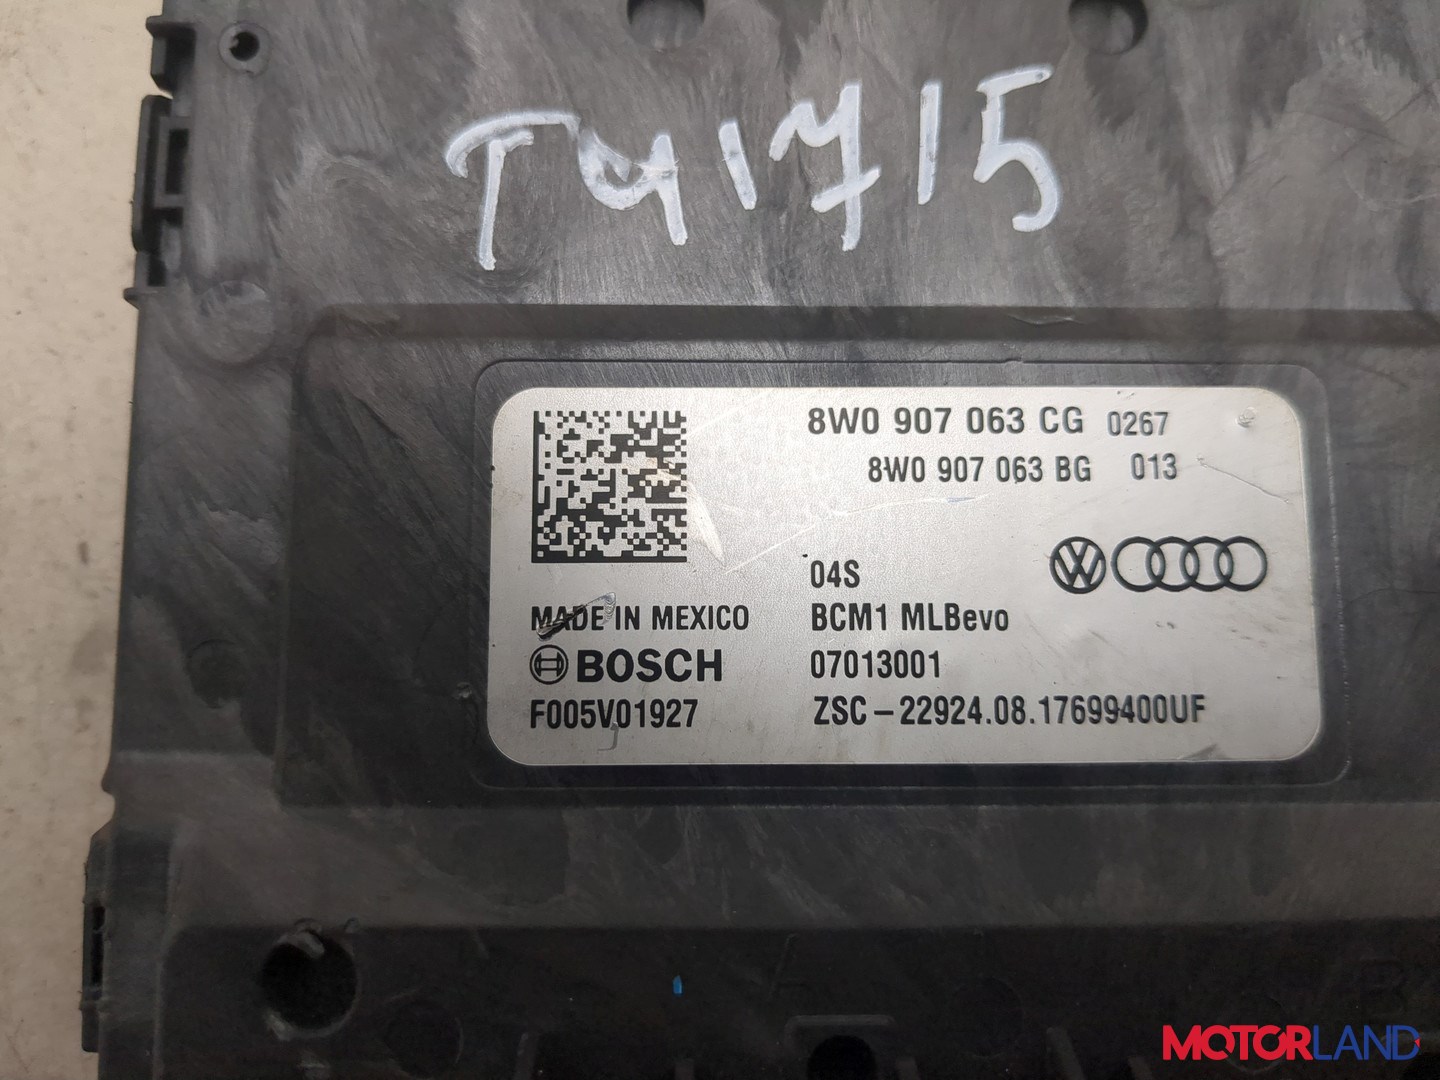 T41715
8W0 907 063 CG 0267
8W0 907 063 BG 013
04S
MADE IN MEXICO
BCM1 MLBevo
BOSCH
07013001
F005V01927
ZSC-22924.08.17699400UF
MOTORLAND